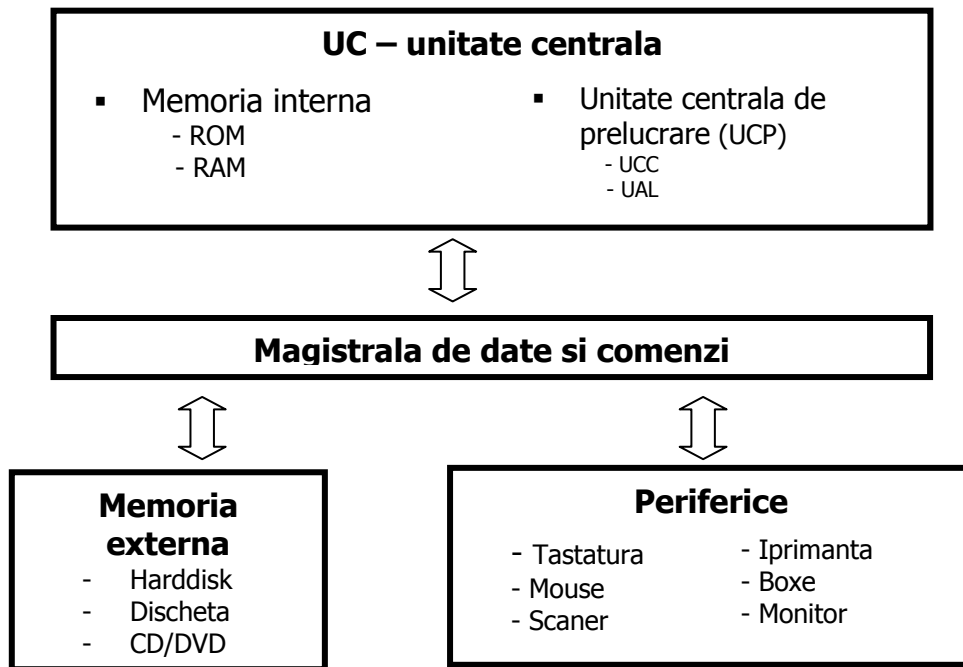 UC – unitate centrala
▪ Memoria interna
- ROM
- RAM
▪ Unitate centrala de
prelucrare (UCP)
- UCC
- UAL
Magistrala de date si comenzi
Memoria
externa
- Harddisk
- Discheta
- CD/DVD
Periferice
- Tastatura
- Mouse
- Scaner
- Iprimanta
- Boxe
- Monitor